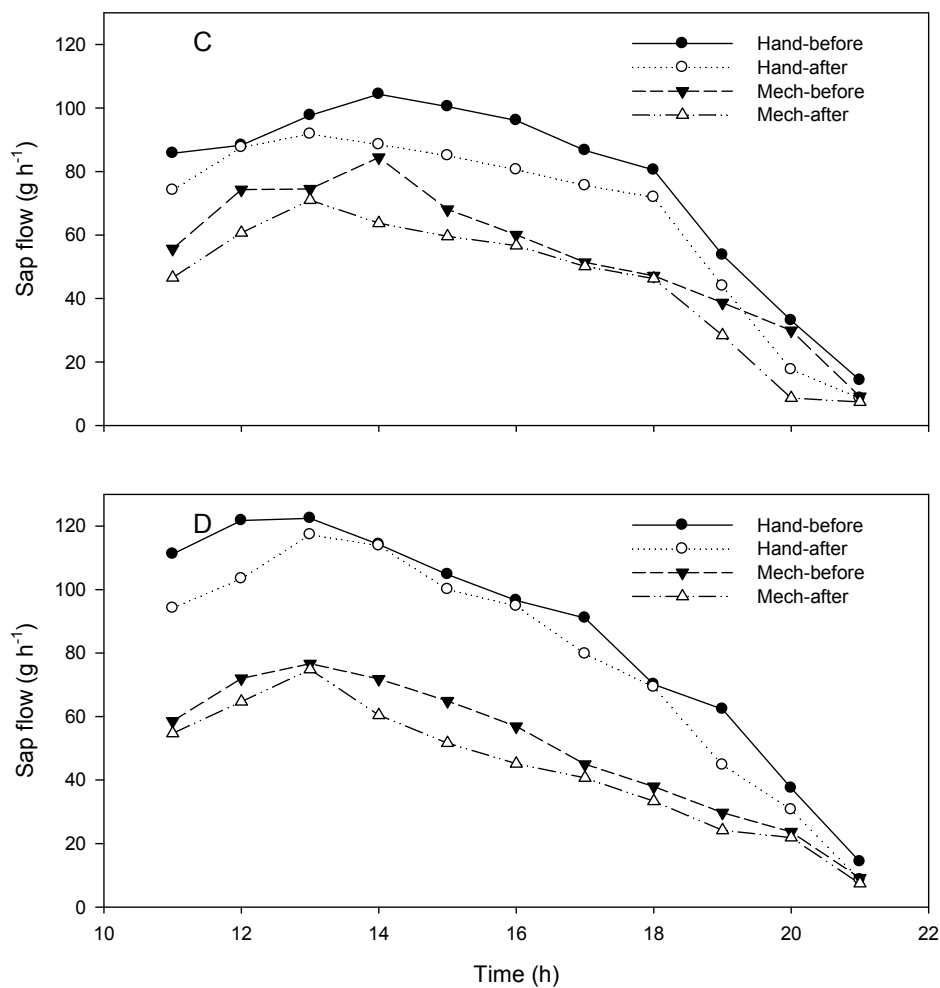 C
Hand-before
Hand-after
Mech-before
Mech-after
120
100
80
60
40
20
0
Sap flow (g h⁻¹)
D
Hand-before
Hand-after
Mech-before
Mech-after
120
100
80
60
40
20
0
Sap flow (g h⁻¹)
10 12 14 16 18 20 22
Time (h)